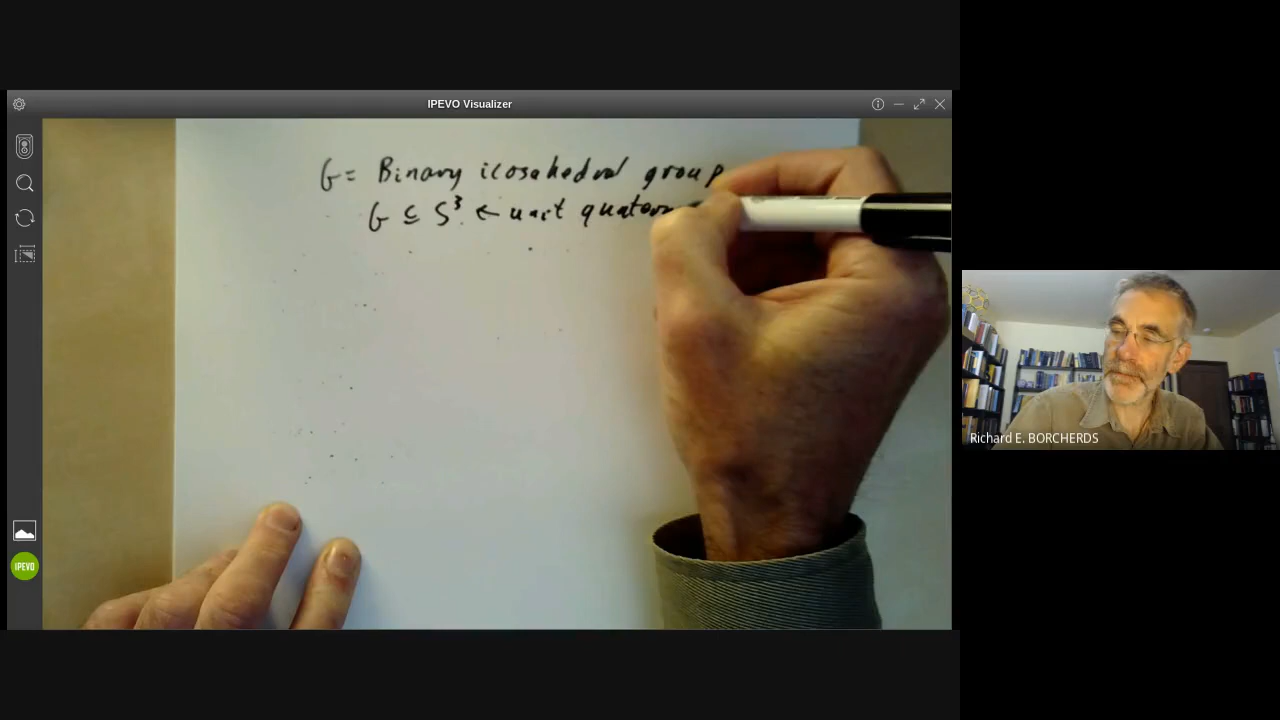 IPEVO Visualizer
G = Binary icosahedral group
G ⊆ S³ ← unit quatern
IPEVO
Richard E. BORCHERDS